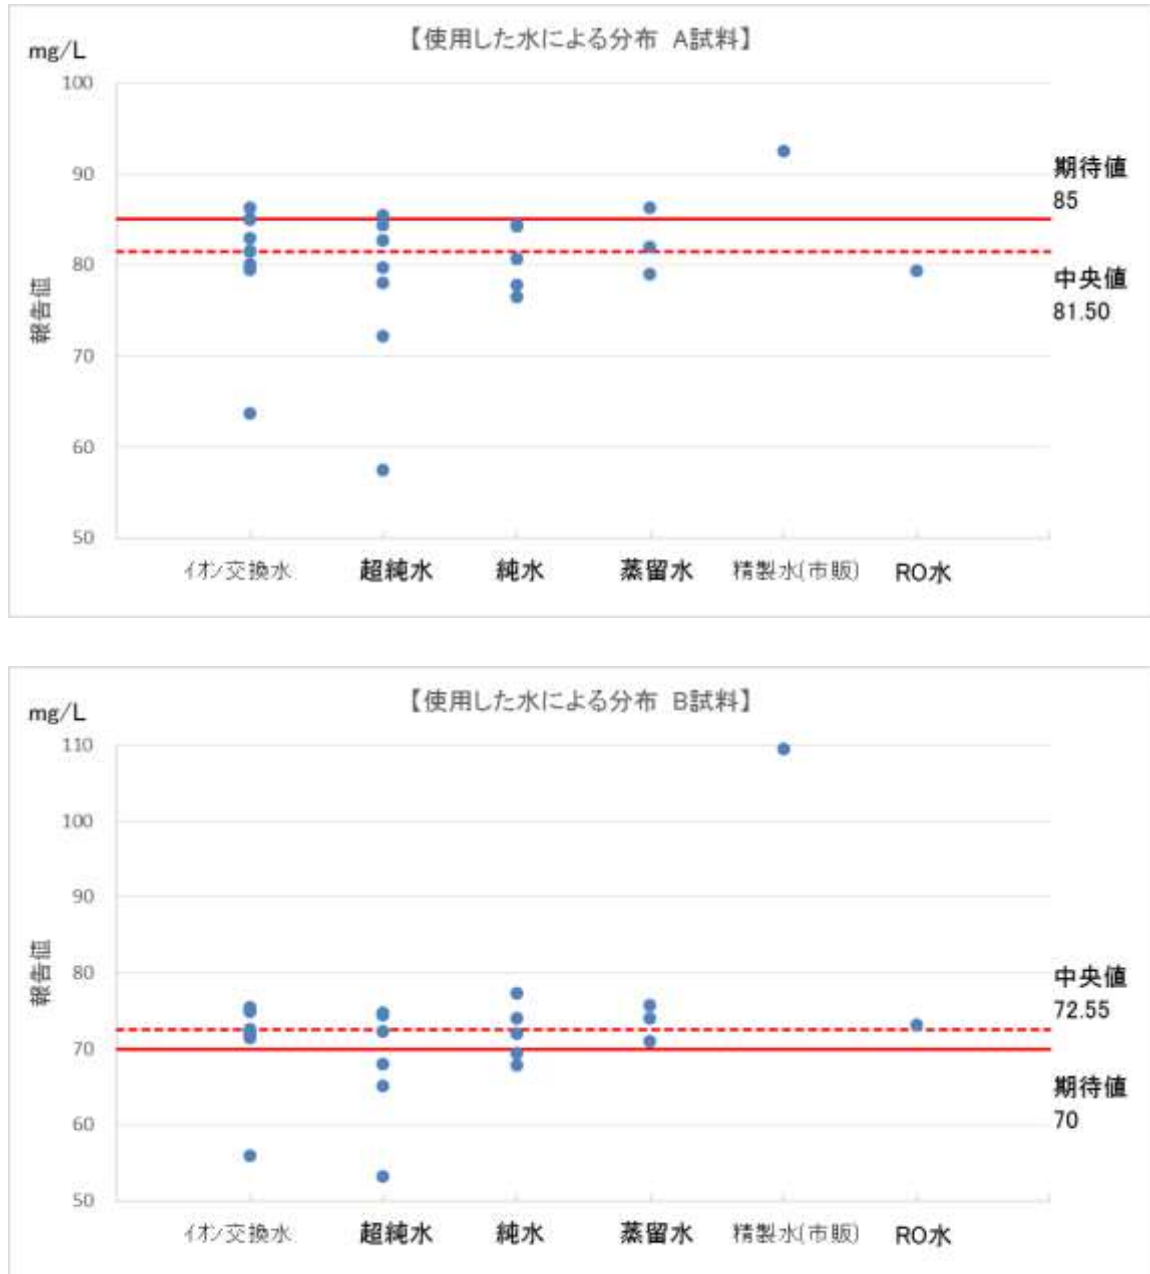 【使用した水による分布 A試料】
mg/L
100
90
80
70
60
50
報告値
期待値
85
中央値
81.50
イオン交換水 超純水 純水 蒸留水 精製水(市販) RO水
【使用した水による分布 B試料】
mg/L
110
100
90
80
70
60
50
報告値
中央値
72.55
期待値
70
イオン交換水 超純水 純水 蒸留水 精製水(市販) RO水